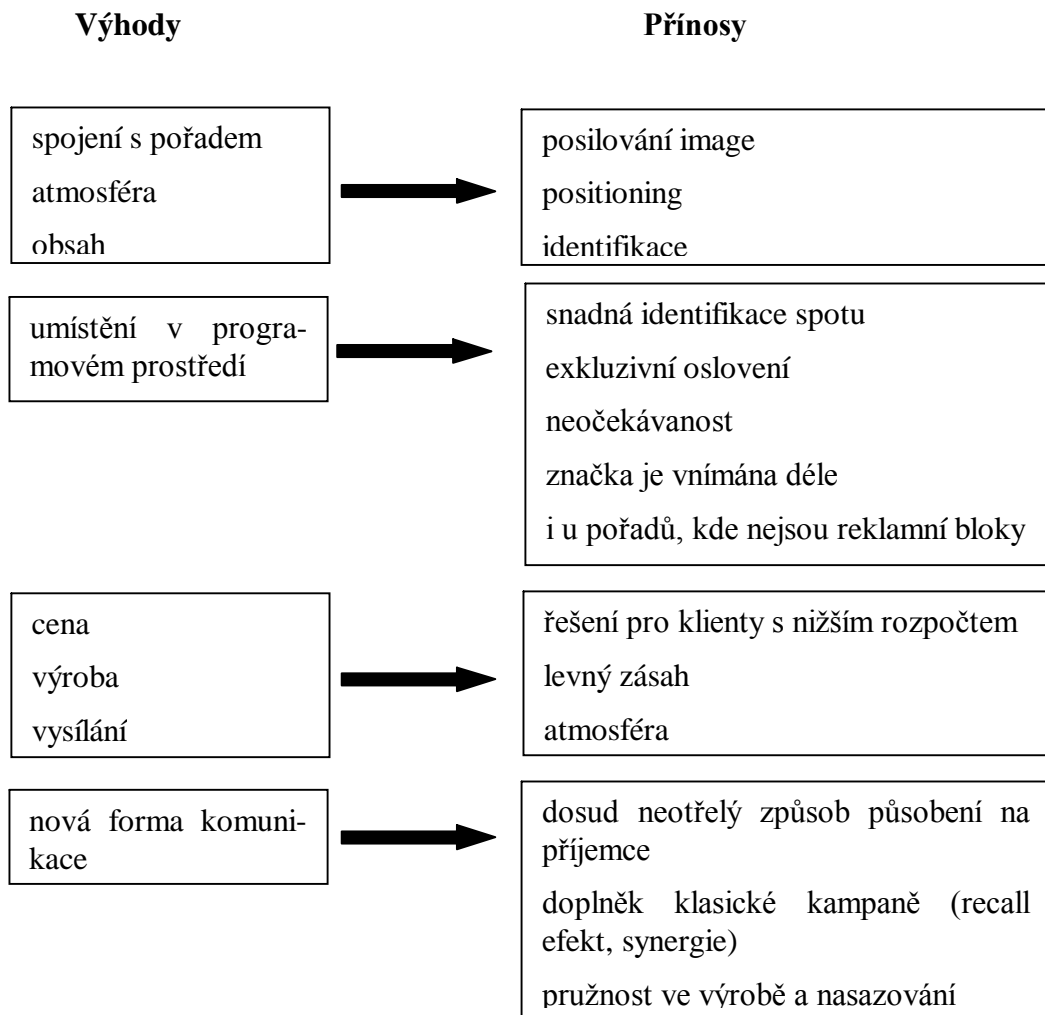 Výhody
Přínosy
spojení s pořadem
atmosféra
obsah
posilování image
positioning
identifikace
umístění v progra-
movém prostředí
snadná identifikace spotu
exkluzivní oslovení
neočekávanost
značka je vnímána déle
i u pořadů, kde nejsou reklamní bloky
cena
výroba
vysílání
řešení pro klienty s nižším rozpočtem
levný zásah
atmosféra
nová forma komuni-
kace
dosud neotřelý způsob působení na
příjemce
doplněk klasické kampaně (recall
efekt, synergie)
pružnost ve výrobě a nasazování